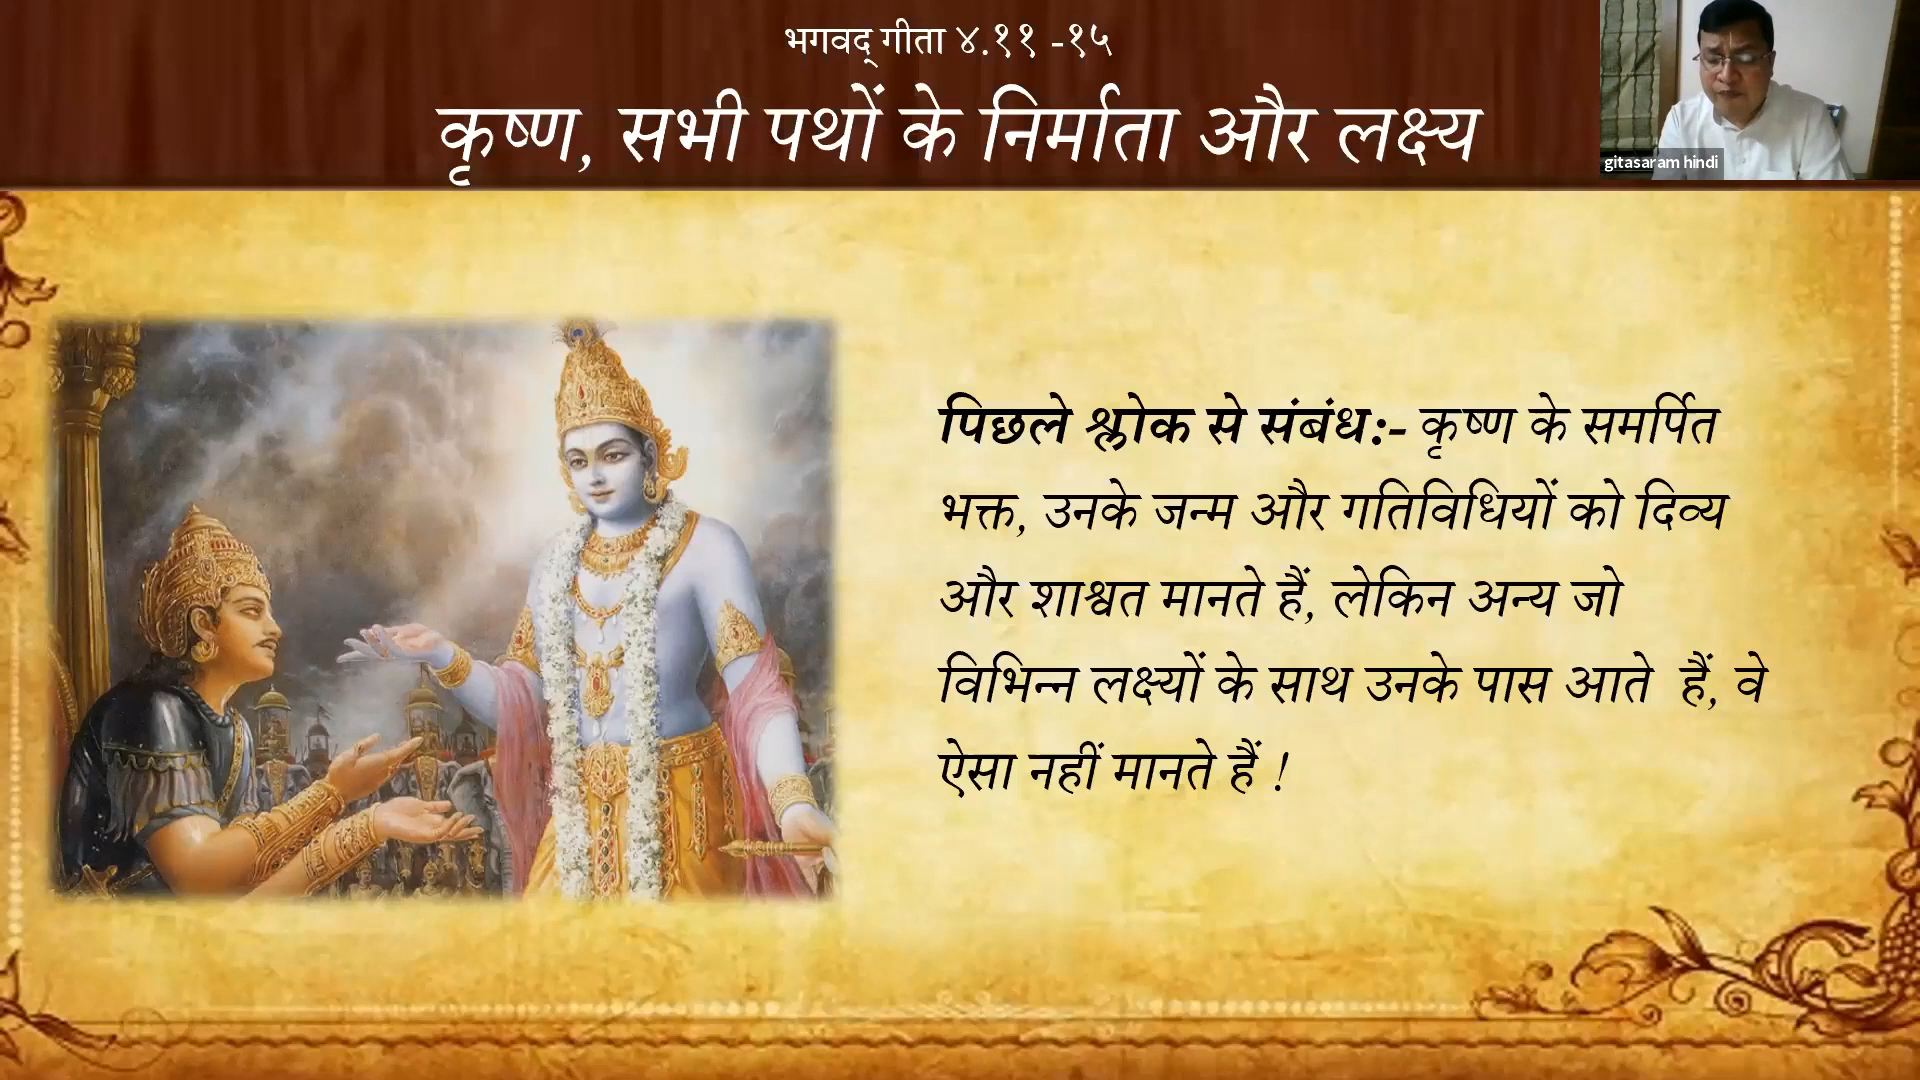 भगवद् गीता ४.११ -१५
कृष्ण, सभी पथों के निर्माता और लक्ष्य
gitasaram hindi
पिछले श्लोक से संबंध:- कृष्ण के समर्पित
भक्त, उनके जन्म और गतिविधियों को दिव्य
और शाश्वत मानते हैं, लेकिन अन्य जो
विभिन्न लक्ष्यों के साथ उनके पास आते  हैं, वे
ऐसा नहीं मानते हैं !